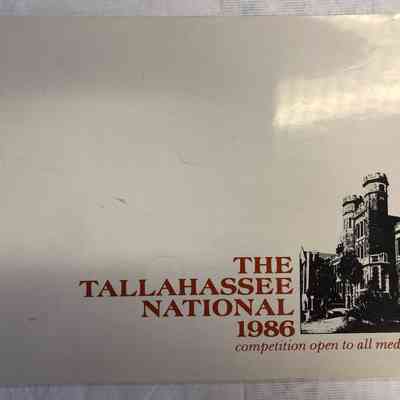 THE
TALLAHASSEE
NATIONAL
1986
competition open to all med